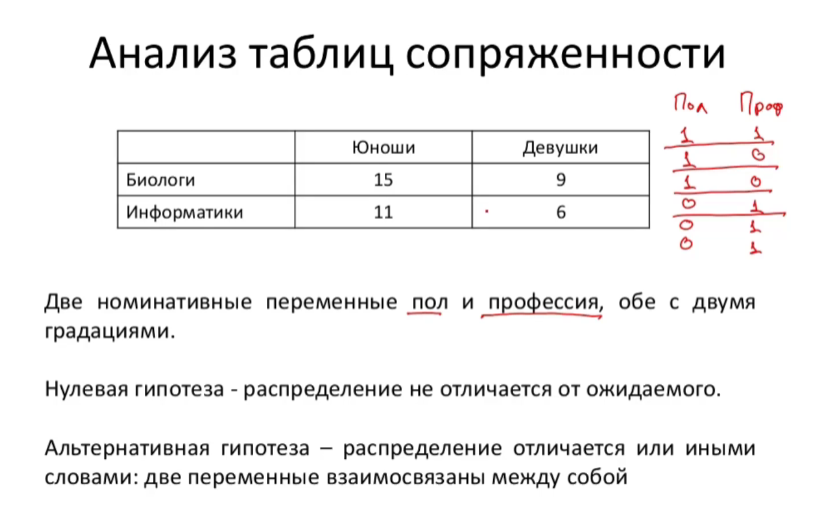 Анализ таблиц сопряженности
Пол Проф
Юноши Девушки
1 1
1 0
Биологи 15 9
1 0
Информатики 11 6
0 1
0 1
0 1
Две номинативные переменные пол и профессия, обе с двумя
градациями.
Нулевая гипотеза - распределение не отличается от ожидаемого.
Альтернативная гипотеза – распределение отличается или иными
словами: две переменные взаимосвязаны между собой